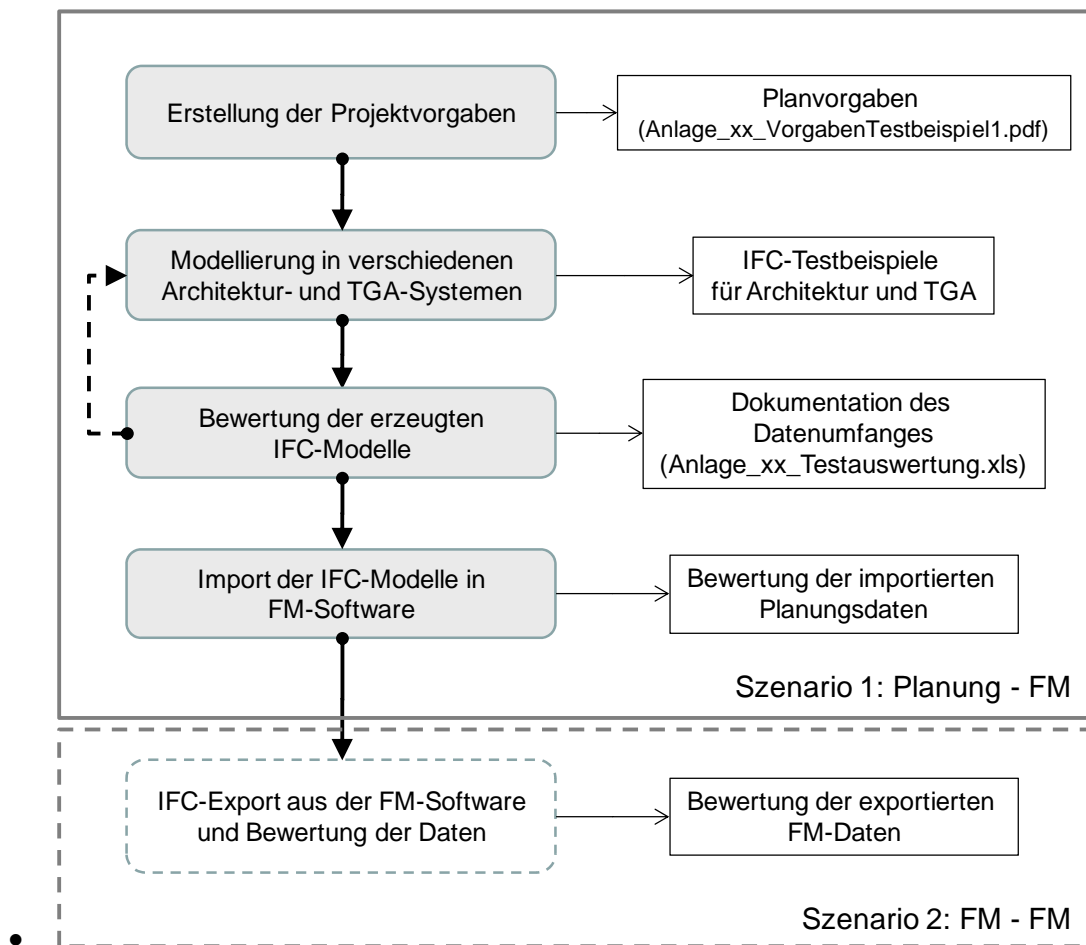 Erstellung der Projektvorgaben
Planvorgaben
(Anlage_xx_VorgabenTestbeispiel1.pdf)
Modellierung in verschiedenen
Architektur- und TGA-Systemen
IFC-Testbeispiele
für Architektur und TGA
Bewertung der erzeugten
IFC-Modelle
Dokumentation des
Datenumfanges
(Anlage_xx_Testauswertung.xls)
Import der IFC-Modelle in
FM-Software
Bewertung der importierten
Planungsdaten
Szenario 1: Planung - FM
IFC-Export aus der FM-Software
und Bewertung der Daten
Bewertung der exportierten
FM-Daten
Szenario 2: FM - FM